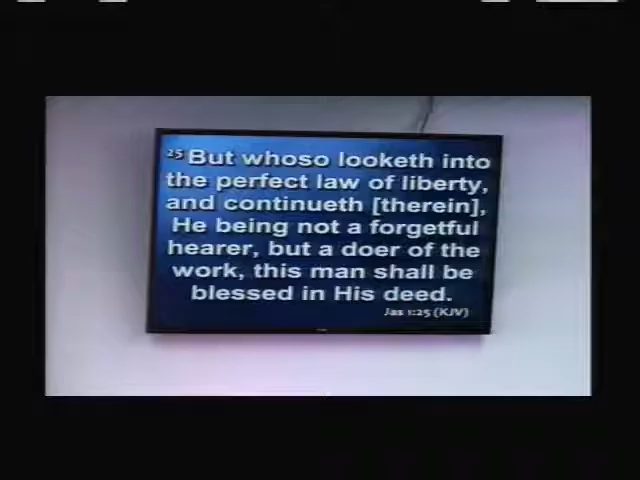 25 But whoso looketh into
the perfect law of liberty,
and continueth [therein],
He being not a forgetful
hearer, but a doer of the
work, this man shall be
blessed in His deed.
Jas 1:25 (KJV)